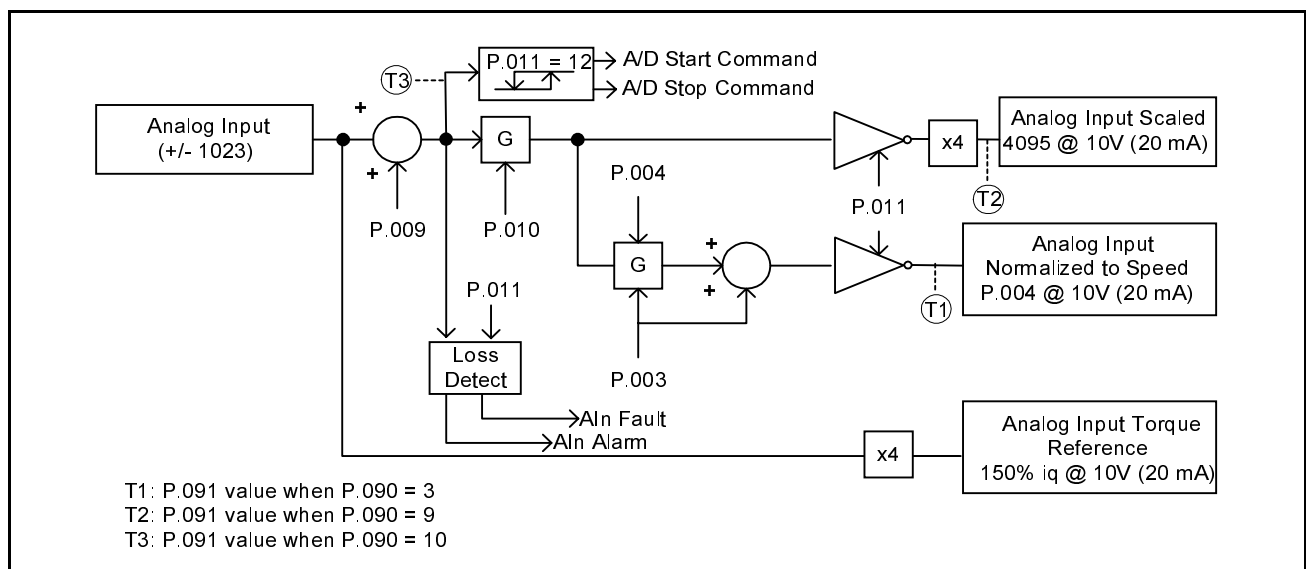 P.011 = 12
A/D Start Command
A/D Stop Command
T3
+
Analog Input
(+/- 1023)
+
P.009
G
P.010
P.004
P.011
x4
T2
Analog Input Scaled
4095 @ 10V (20 mA)
G
+
+
T1
Analog Input
Normalized to Speed
P.004 @ 10V (20 mA)
P.011
Loss
Detect
P.003
AIn Fault
AIn Alarm
x4
Analog Input Torque
Reference
150% iq @ 10V (20 mA)
T1: P.091 value when P.090 = 3
T2: P.091 value when P.090 = 9
T3: P.091 value when P.090 = 10